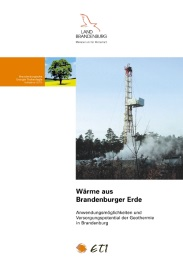 LAND
BRANDENBURG
Wärme aus
Brandenburger Erde
Anwendungsmöglichkeiten und
Versorgungspotential der Geothermie
in Brandenburg
ETI